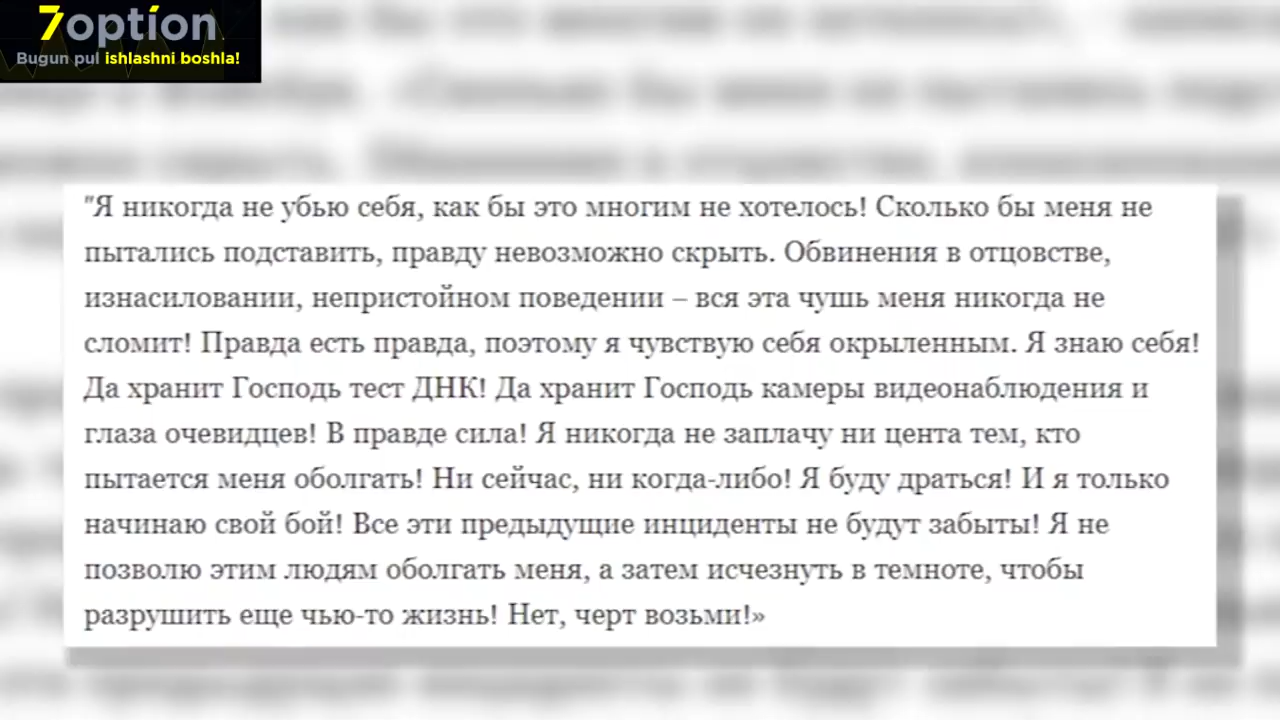 7option
Bugun pul ishlashni boshla!
"Я никогда не убью себя, как бы это многим не хотелось! Сколько бы меня не
пытались подставить, правду невозможно скрыть. Обвинения в отцовстве,
изнасиловании, непристойном поведении – вся эта чушь меня никогда не
сломит! Правда есть правда, поэтому я чувствую себя окрыленным. Я знаю себя!
Да хранит Господь тест ДНК! Да хранит Господь камеры видеонаблюдения и
глаза очевидцев! В правде сила! Я никогда не заплачу ни цента тем, кто
пытается меня оболгать! Ни сейчас, ни когда-либо! Я буду драться! И я только
начинаю свой бой! Все эти предыдущие инциденты не будут забыты! Я не
позволю этим людям оболгать меня, а затем исчезнуть в темноте, чтобы
разрушить еще чью-то жизнь! Нет, черт возьми!»